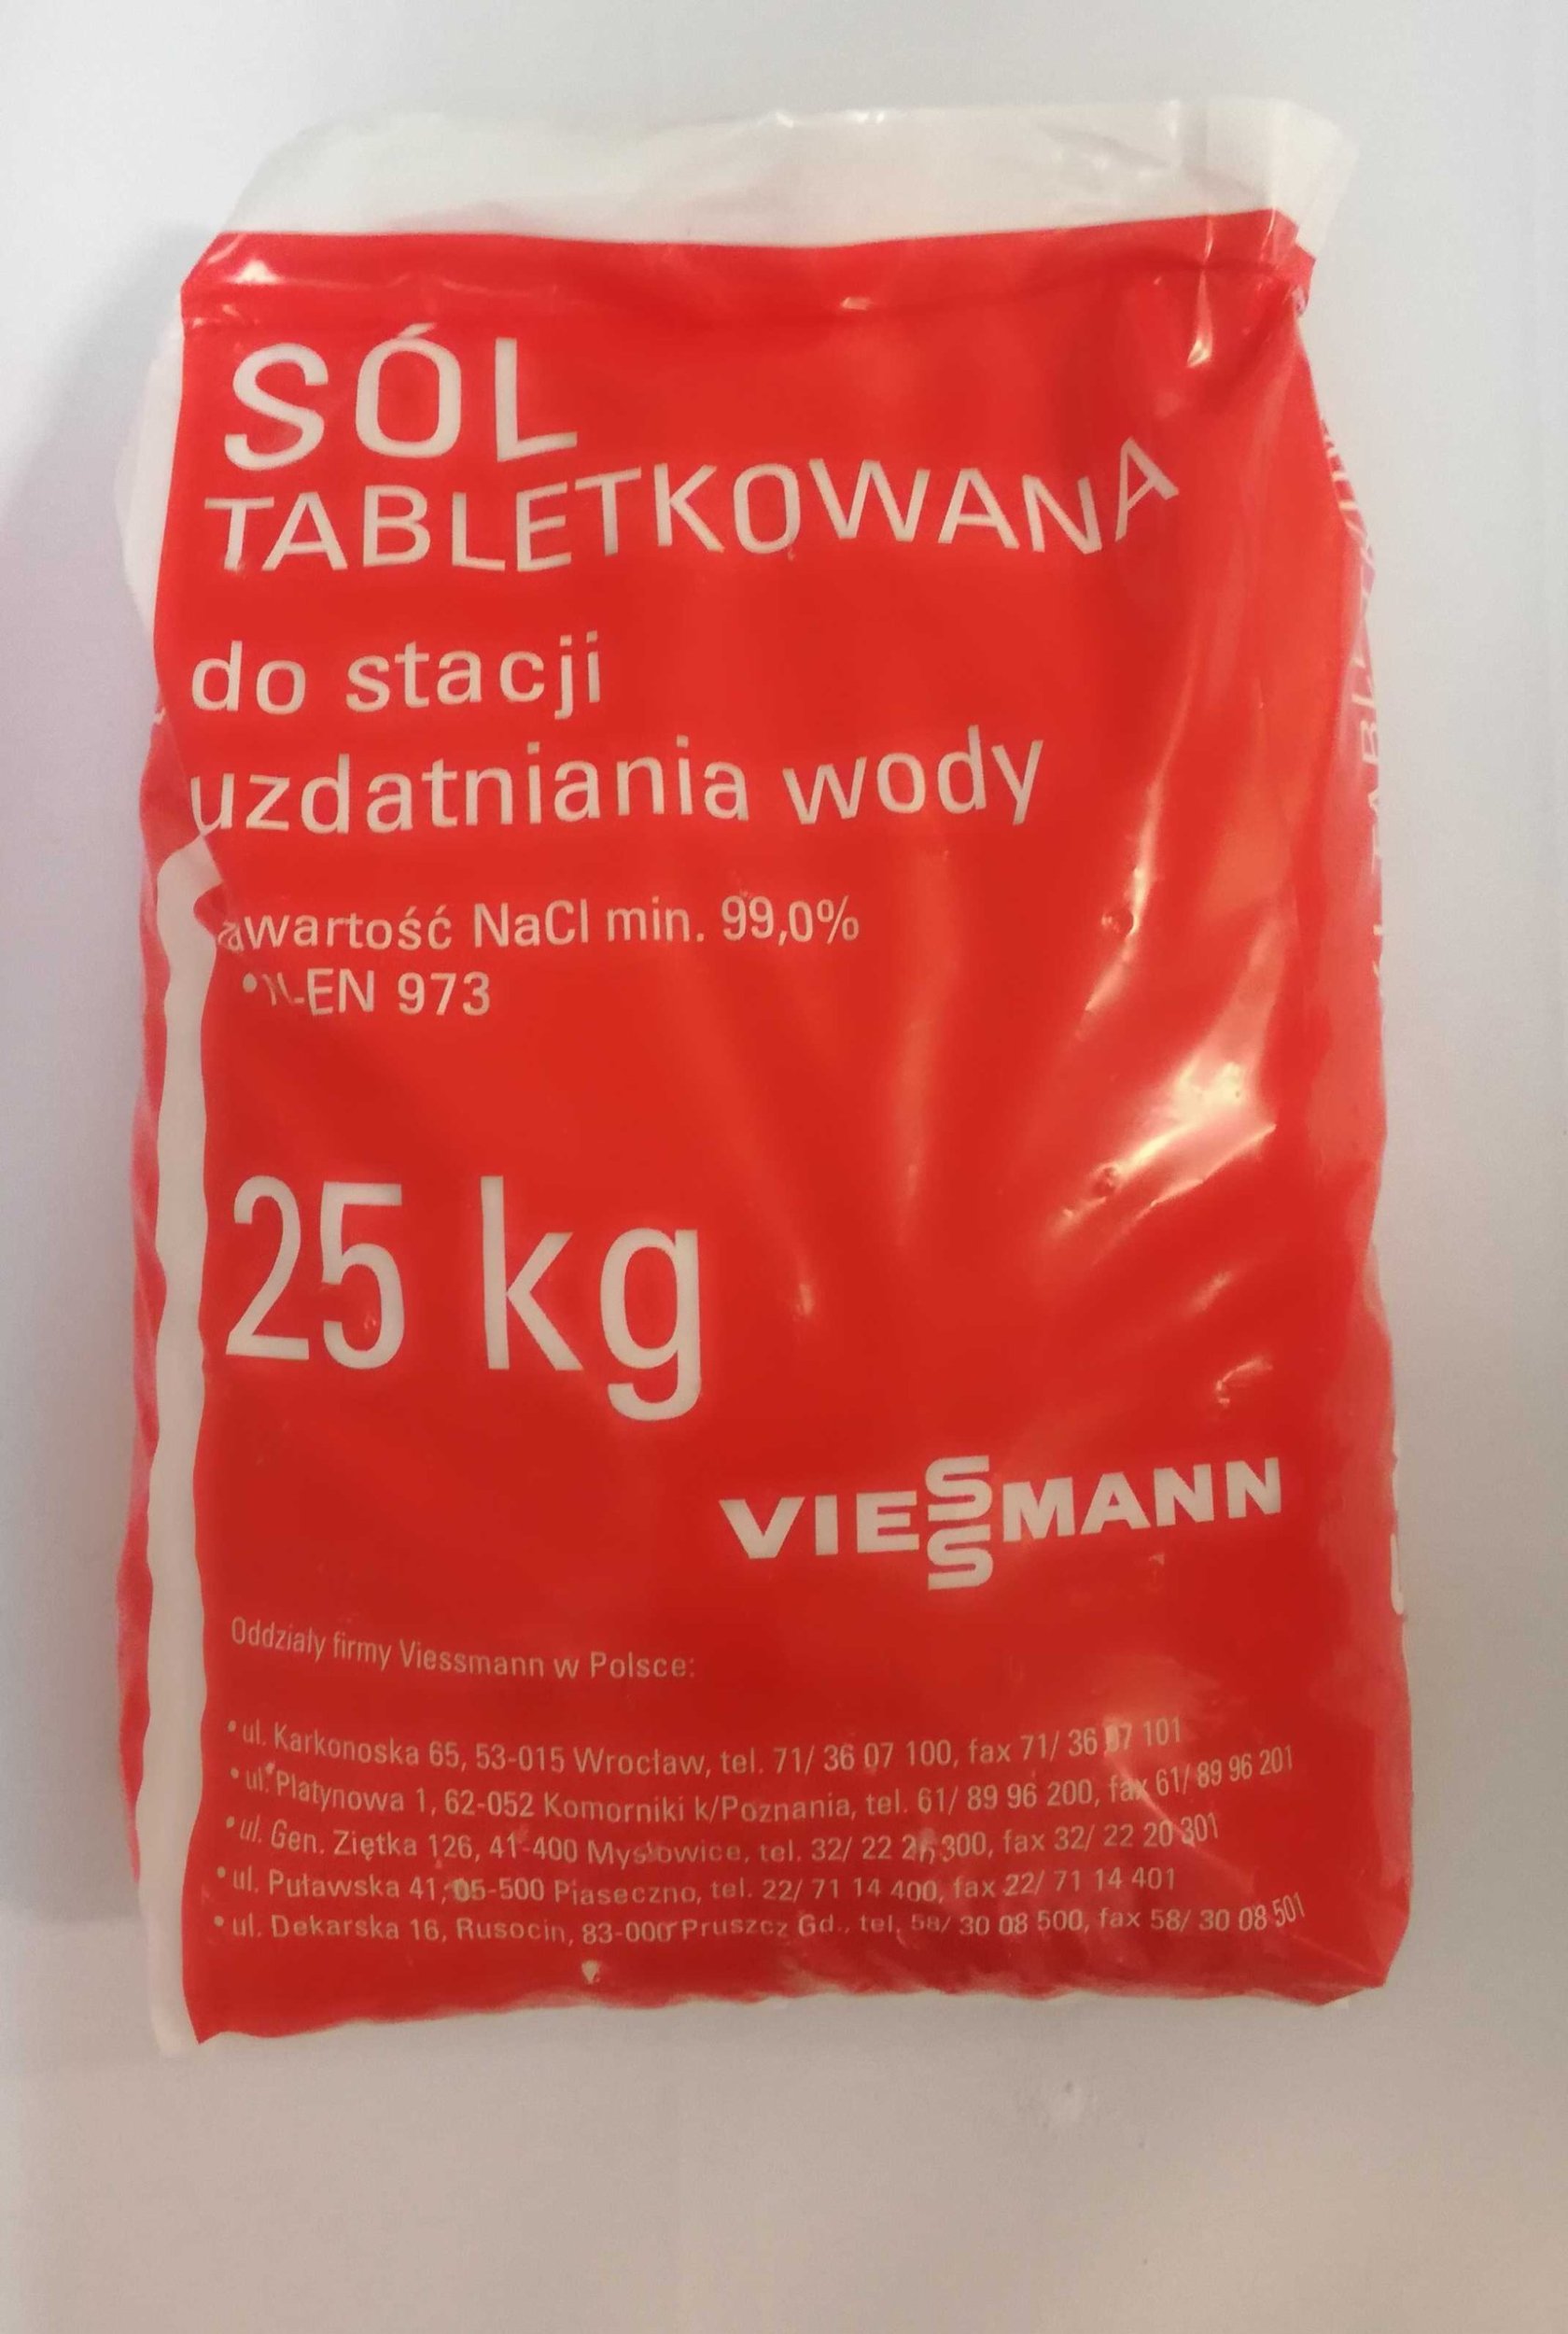 SÓL
TABLETKOWANA
do stacji
uzdatniania wody
awartość NaCl min. 99,0%
N-EN 973
25 kg
VIESSMANN
Oddziały firmy Viessmann w Polsce:
• ul. Karkonoska 65, 53-015 Wrocław, tel. 71/ 36 07 100, fax 71/ 36 07 101
• ul. Platynowa 1, 62-052 Komorniki k/Poznania, tel. 61/ 89 96 200, fax 61/ 89 96 201
• ul. Gen. Ziętka 126, 41-400 Mysłowice, tel. 32/ 22 300, fax 32/ 22 20 301
• ul. Puławska 41, 05-500 Piaseczno, tel. 22/ 71 14 400, fax 22/ 71 14 401
• ul. Dekarska 16, Rusocin, 83-000 Pruszcz Gd., tel. 58/ 30 08 500, fax 58/ 30 08 501